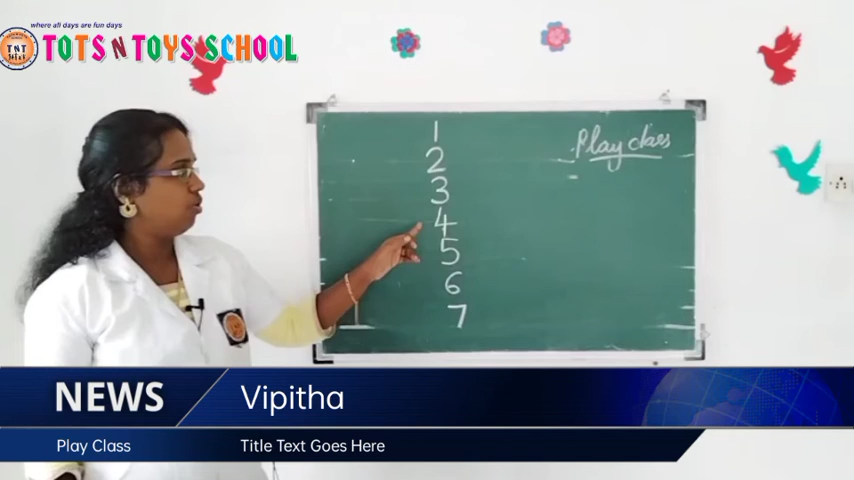 where all days are fun days
TOTS N TOYS SCHOOL
TNT
Play class
1
2
3
4
5
6
7
NEWS
Vipitha
Play Class
Title Text Goes Here